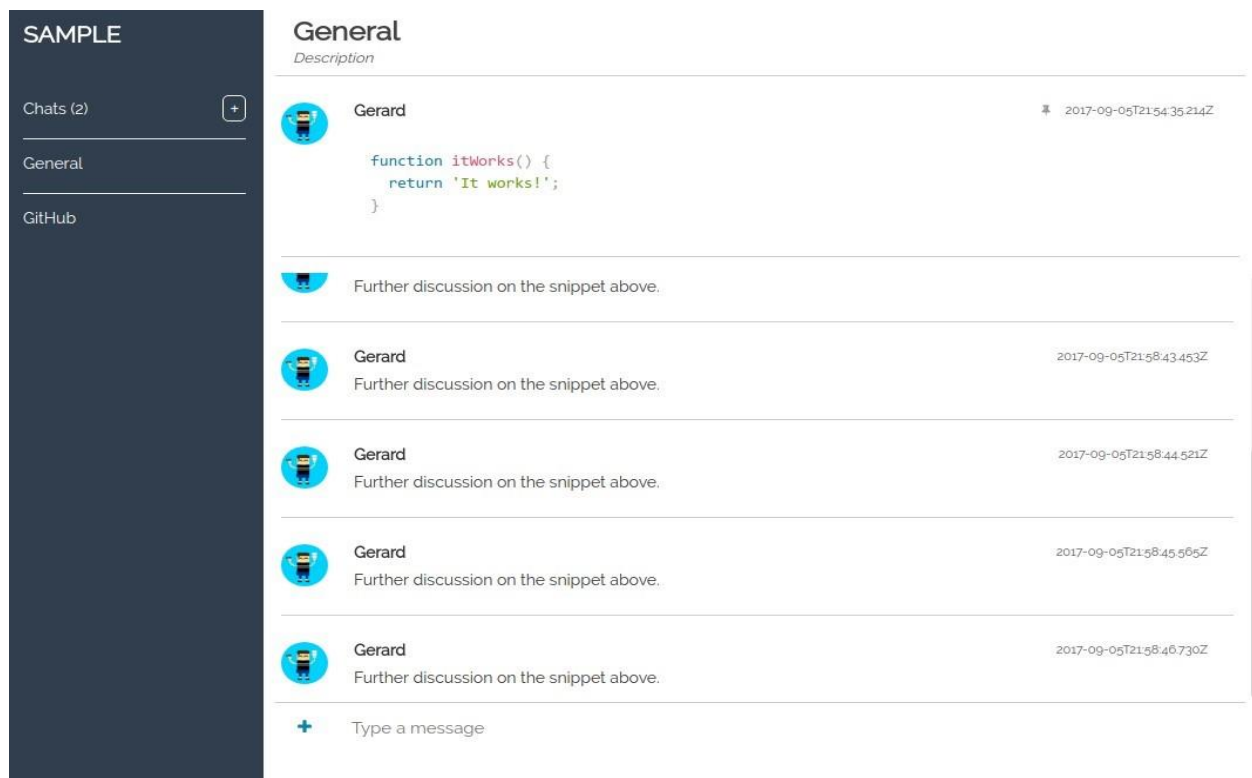 SAMPLE
Chats (2) +
General
GitHub
General
Description
Gerard 2017-09-05T21:54:35.214Z
function itWorks() {
  return 'It works!';
}
Further discussion on the snippet above.
Gerard 2017-09-05T21:58:43.453Z
Further discussion on the snippet above.
Gerard 2017-09-05T21:58:44.521Z
Further discussion on the snippet above.
Gerard 2017-09-05T21:58:45.565Z
Further discussion on the snippet above.
Gerard 2017-09-05T21:58:46.730Z
Further discussion on the snippet above.
+ Type a message